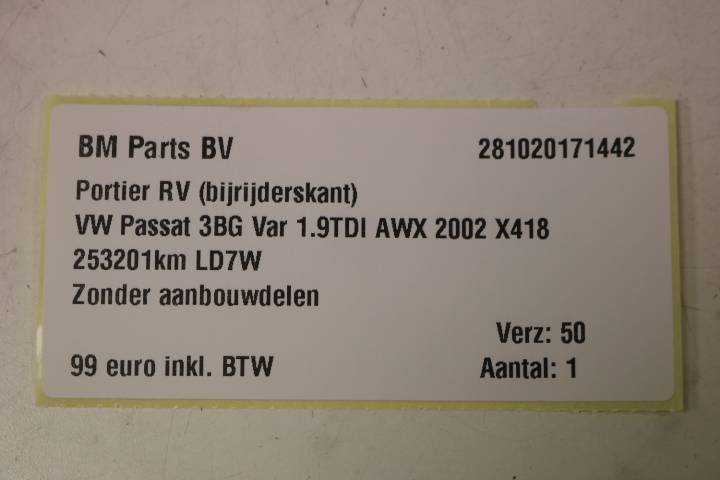 BM Parts BV 281020171442
Portier RV (bijrijderskant)
VW Passat 3BG Var 1.9TDI AWX 2002 X418
253201km LD7W
Zonder aanbouwdelen
Verz: 50
99 euro inkl. BTW Aantal: 1